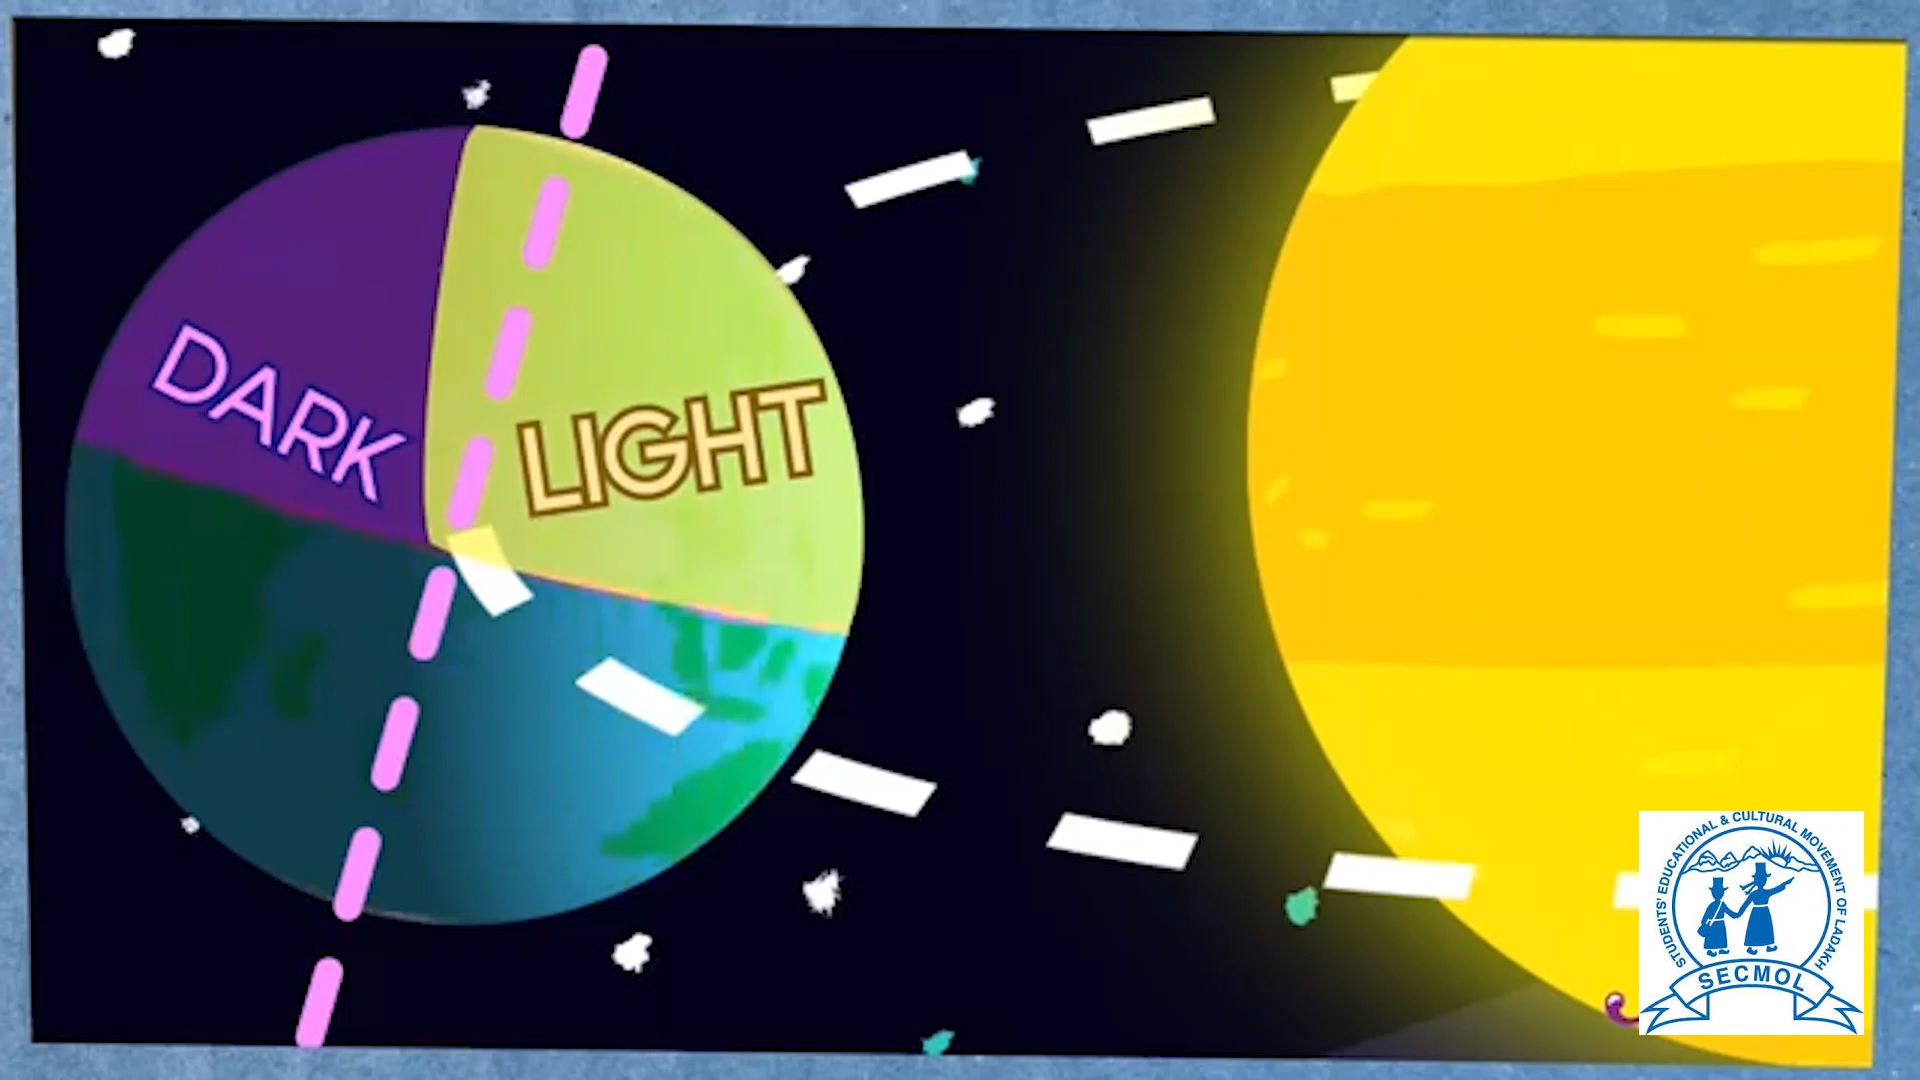 DARK
LIGHT
STUDENTS' EDUCATIONAL & CULTURAL MOVEMENT OF LADAKH
SECMOL